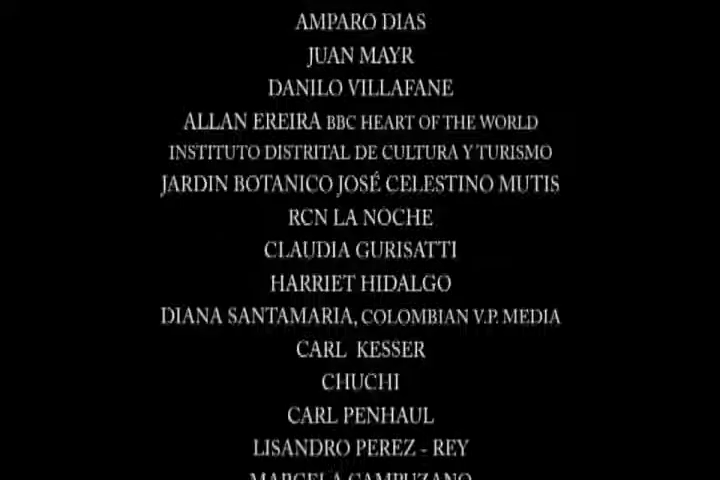 AMPARO DIAS
JUAN MAYR
DANILO VILLAFANE
ALLAN EREIRA BBC HEART OF THE WORLD
INSTITUTO DISTRITAL DE CULTURA Y TURISMO
JARDIN BOTANICO JOSÉ CELESTINO MUTIS
RCN LA NOCHE
CLAUDIA GURISATTI
HARRIET HIDALGO
DIANA SANTAMARIA, COLOMBIAN V.P. MEDIA
CARL KESSER
CHUCHI
CARL PENHAUL
LISANDRO PEREZ - REY
MARCELA CAMPUZANO